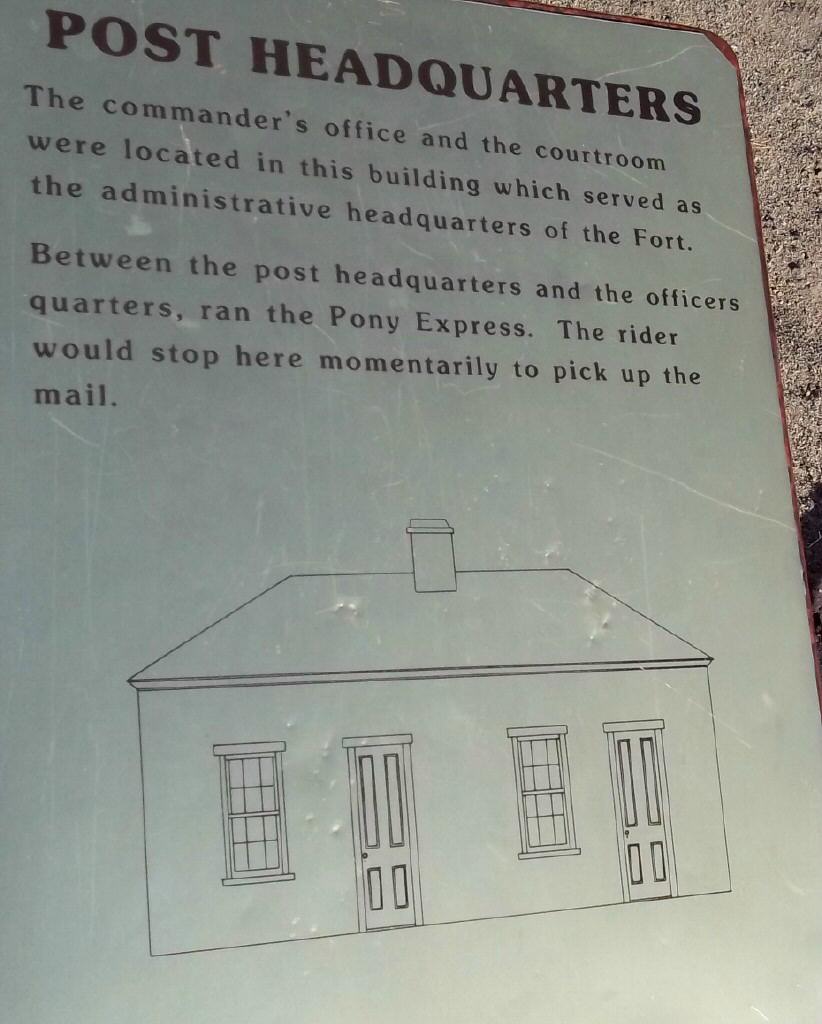 POST HEADQUARTERS
The commander's office and the courtroom
were located in this building which served as
the administrative headquarters of the Fort.
Between the post headquarters and the officers
quarters, ran the Pony Express. The rider
would stop here momentarily to pick up the
mail.